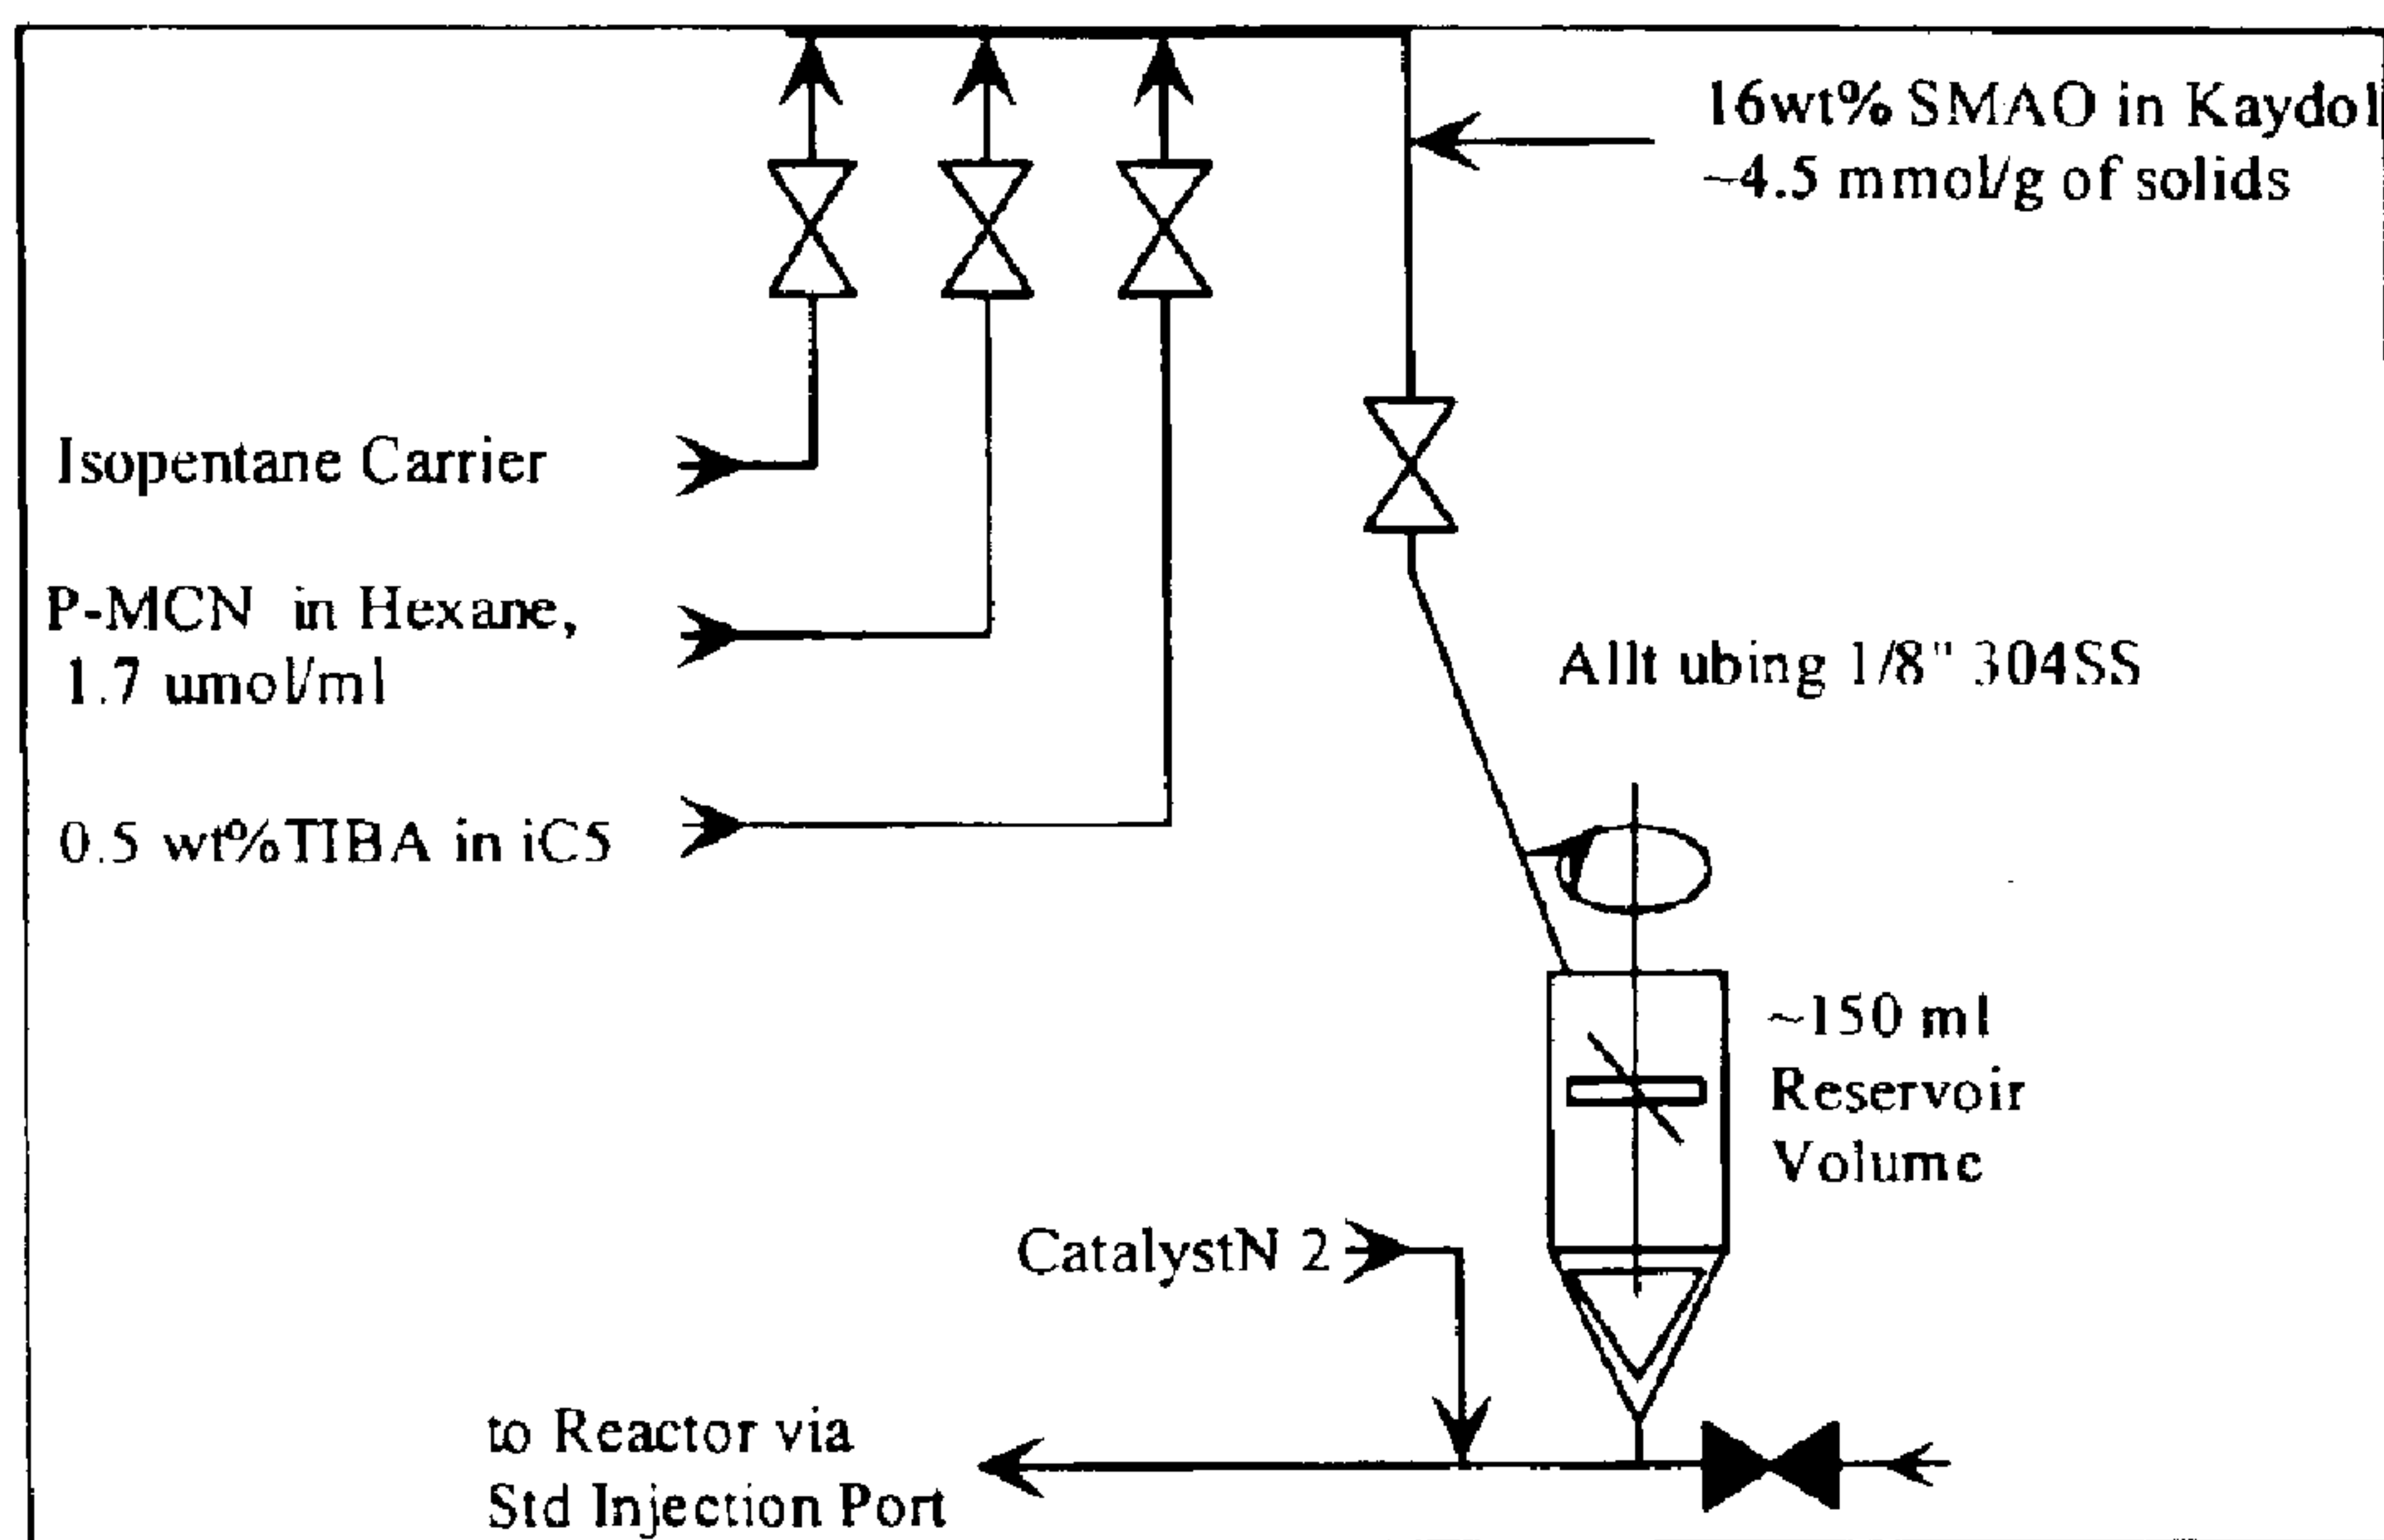 16wt% SMAO in Kaydol
~4.5 mmol/g of solids
Isopentane Carrier
P-MCN in Hexane,
1.7 umol/ml
Allt ubing 1/8" 304SS
0.5 wt%TIBA in iC5
~150 ml
Reservoir
Volume
CatalystN 2
to Reactor via
Std Injection Port